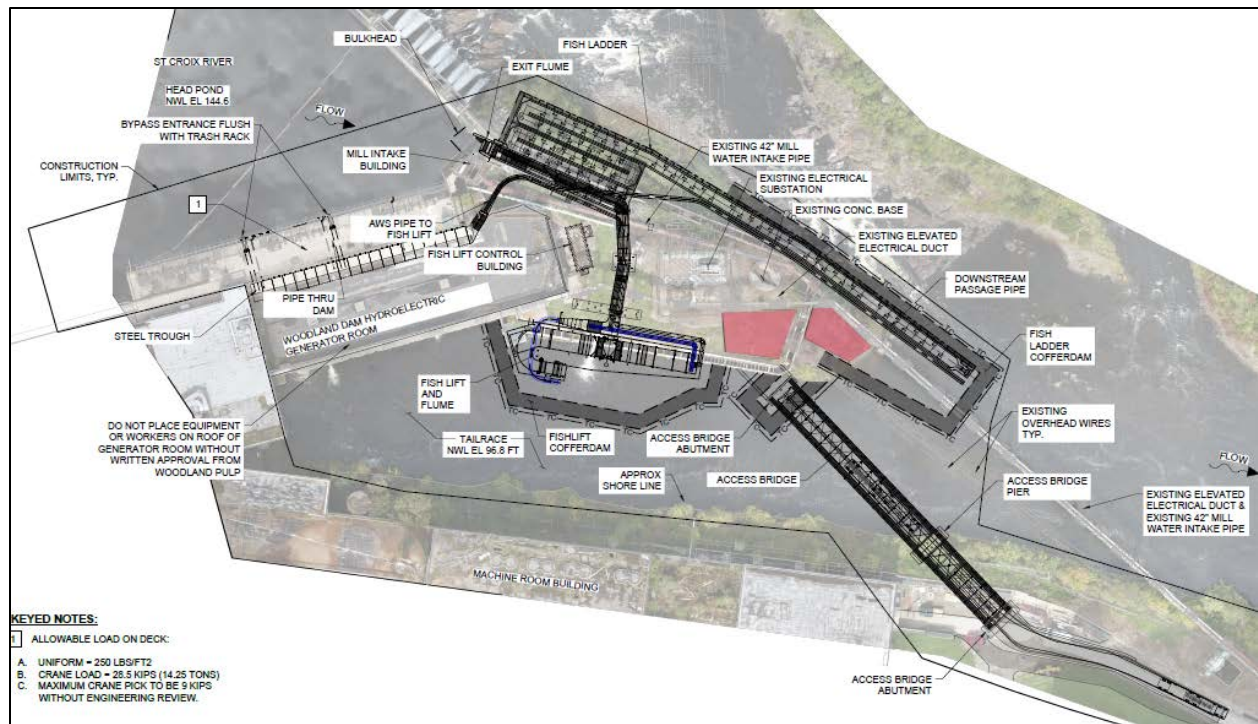 BULKHEAD
FISH LADDER
ST CROIX RIVER
EXIT FLUME
HEAD POND
NWL EL 144.6
FLOW
BYPASS ENTRANCE FLUSH
WITH TRASH RACK
EXISTING 42" MILL
WATER INTAKE PIPE
MILL INTAKE
BUILDING
CONSTRUCTION
LIMITS, TYP.
EXISTING ELECTRICAL
SUBSTATION
1
EXISTING CONC. BASE
AWS PIPE TO
FISH LIFT
EXISTING ELEVATED
ELECTRICAL DUCT
FISH LIFT CONTROL
BUILDING
DOWNSTREAM
PASSAGE PIPE
PIPE THRU
DAM
STEEL TROUGH
WOODLAND DAM HYDROELECTRIC
GENERATOR ROOM
FISH
LADDER
COFFERDAM
FISH LIFT
AND
FLUME
DO NOT PLACE EQUIPMENT
OR WORKERS ON ROOF OF
GENERATOR ROOM WITHOUT
WRITTEN APPROVAL FROM
WOODLAND PULP
EXISTING
OVERHEAD WIRES
TYP.
TAILRACE
NWL EL 96.8 FT
FISHLIFT
COFFERDAM
ACCESS BRIDGE
ABUTMENT
FLOW
APPROX
SHORE LINE
ACCESS BRIDGE
ACCESS BRIDGE
PIER
EXISTING ELEVATED
ELECTRICAL DUCT &
EXISTING 42" MILL
WATER INTAKE PIPE
MACHINE ROOM BUILDING
ACCESS BRIDGE
ABUTMENT
KEYED NOTES:
1 ALLOWABLE LOAD ON DECK:
A. UNIFORM = 250 LBS/FT2
B. CRANE LOAD = 28.5 KIPS (14.25 TONS)
C. MAXIMUM CRANE PICK TO BE 9 KIPS
WITHOUT ENGINEERING REVIEW.